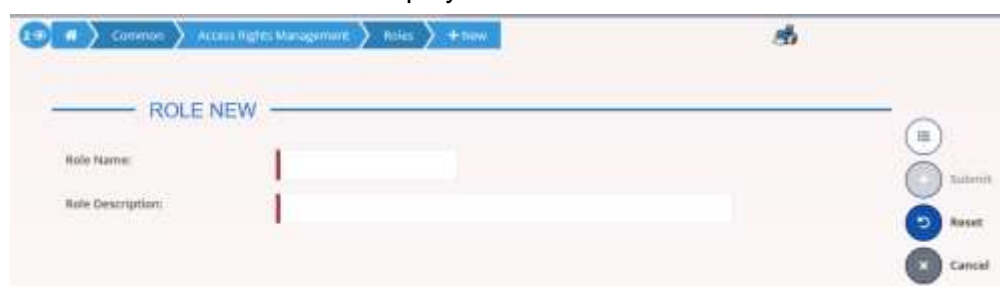 Common Access Rights Management Roles + New
ROLE NEW
Role Name:
Role Description:
Submit
Reset
Cancel